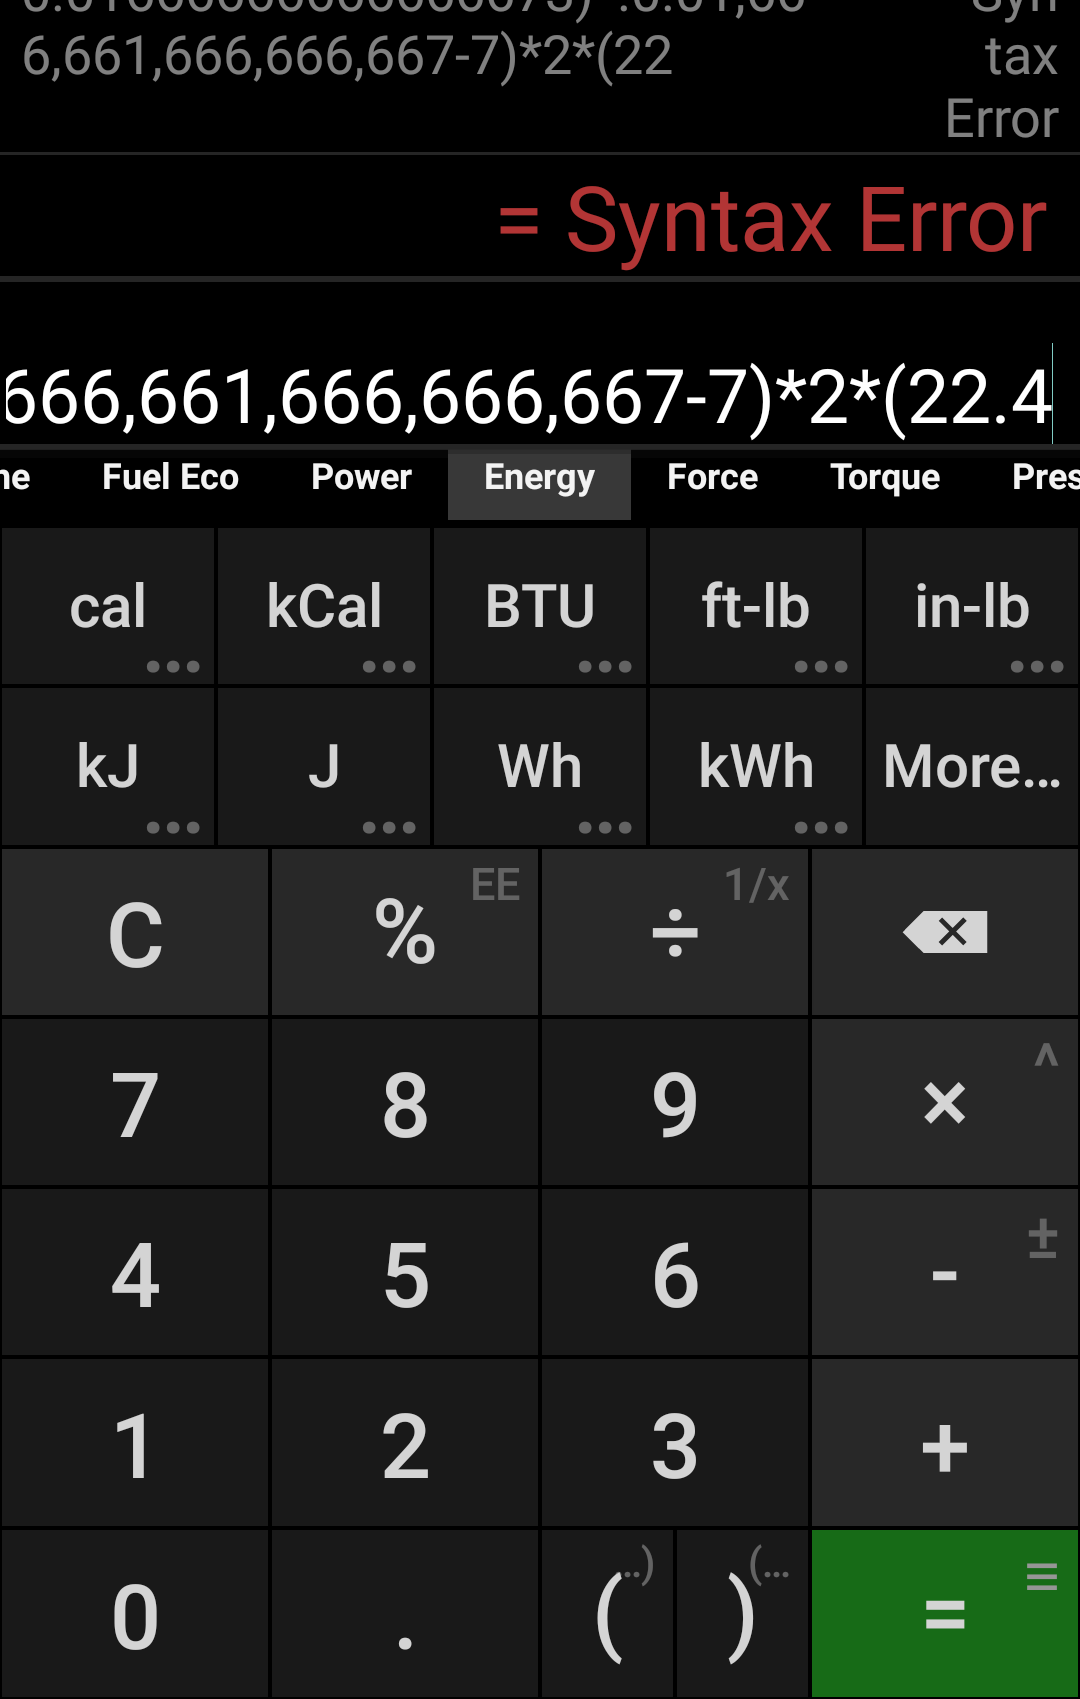 6,661,666,666,667-7)*2*(22
Syn
tax
Error
= Syntax Error
666,661,666,666,667-7)*2*(22.4
ne Fuel Eco Power Energy Force Torque Pres
cal kCal BTU ft-lb in-lb
kJ J Wh kWh More...
C % EE ÷ 1/x
7 8 9 × ^
4 5 6 - ±
1 2 3 +
0 . ( ..) ) (... = ≡